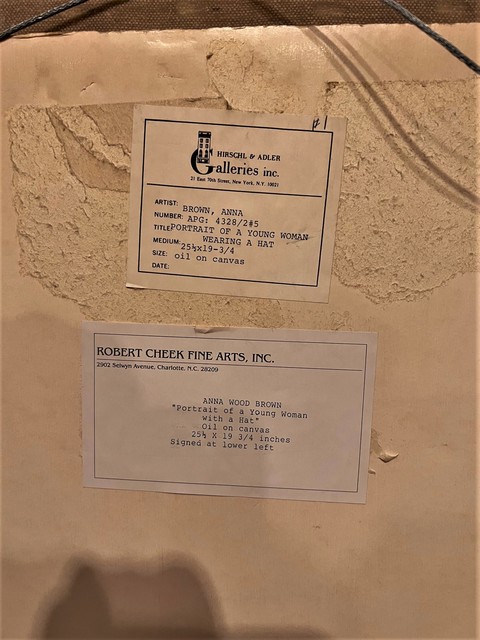 #1
HIRSCHL & ADLER
Galleries inc.
21 East 70th Street, New York, N.Y. 10021
ARTIST: BROWN, ANNA
NUMBER: APG: 4328/2#5
TITLE PORTRAIT OF A YOUNG WOMAN
WEARING A HAT
MEDIUM: 25½x19-3/4
SIZE: oil on canvas
DATE:
ROBERT CHEEK FINE ARTS, INC.
2902 Selwyn Avenue, Charlotte, N.C. 28209
ANNA WOOD BROWN
"Portrait of a Young Woman
with a Hat"
Oil on canvas
25½ X 19 3/4 inches
Signed at lower left